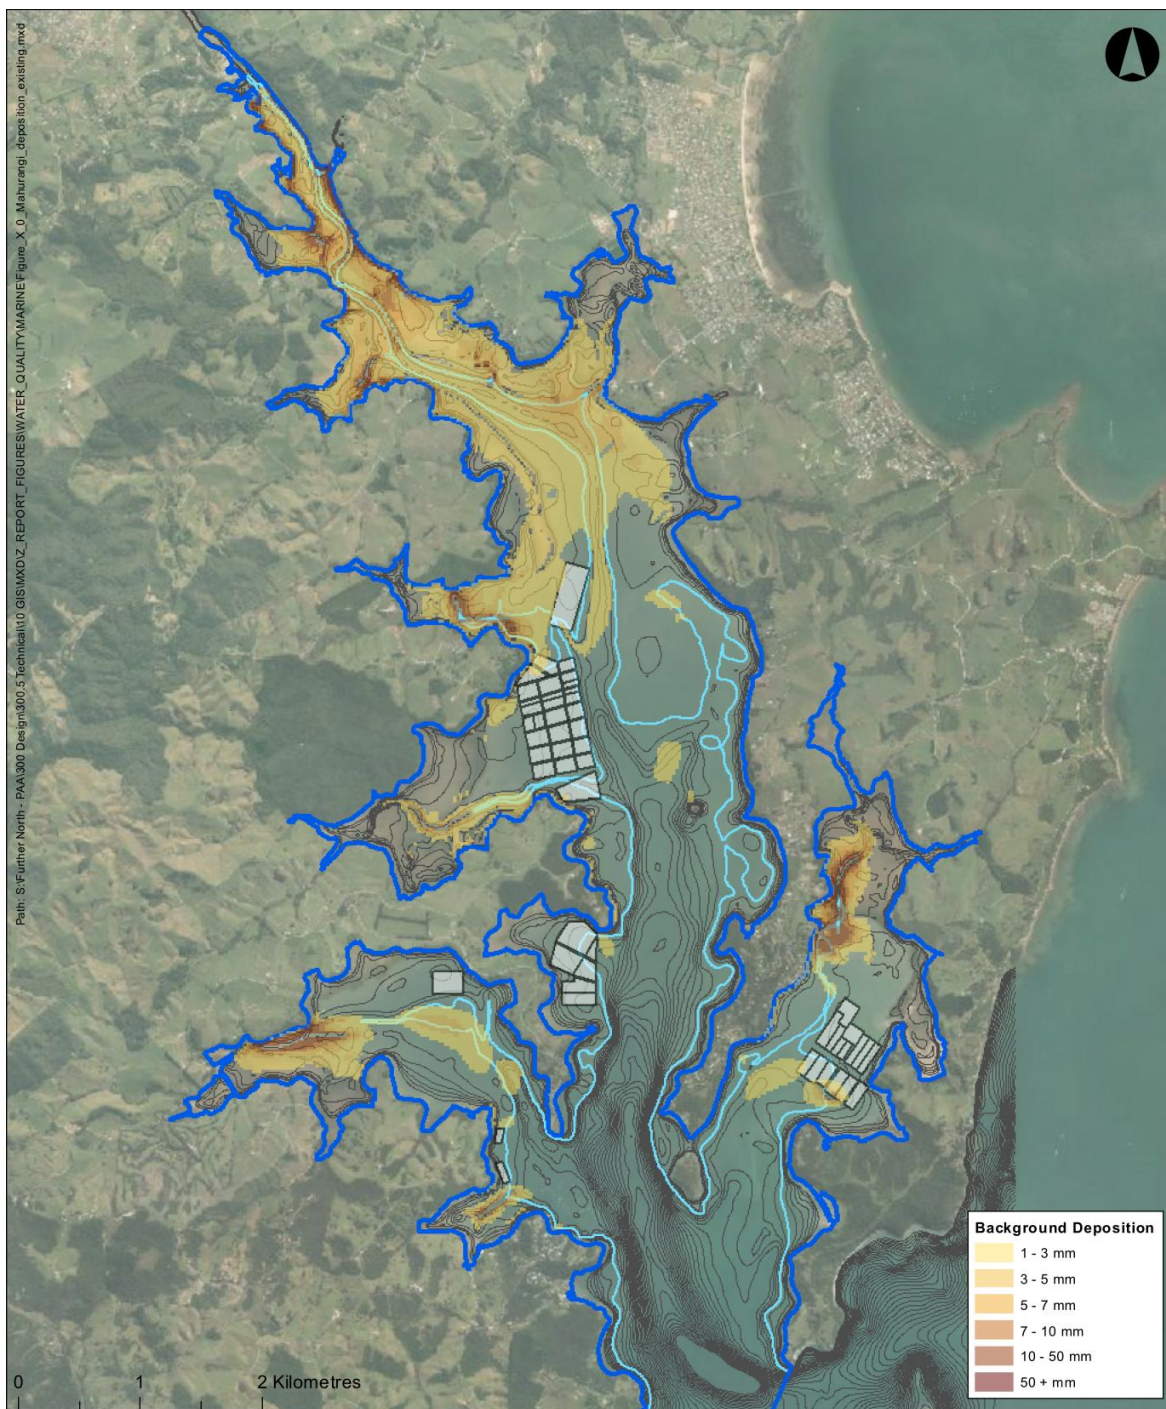 Path: S:\Further North - PAA\300 Design\300.5 Technical\10 GIS\MXD\Z_REPORT_FIGURES\WATER_QUALITY\MARINE\Figure_X_0_Mahurangi_deposition_existing.mxd
Background Deposition
1 - 3 mm
3 - 5 mm
5 - 7 mm
7 - 10 mm
10 - 50 mm
50 + mm
0 1 2 Kilometres